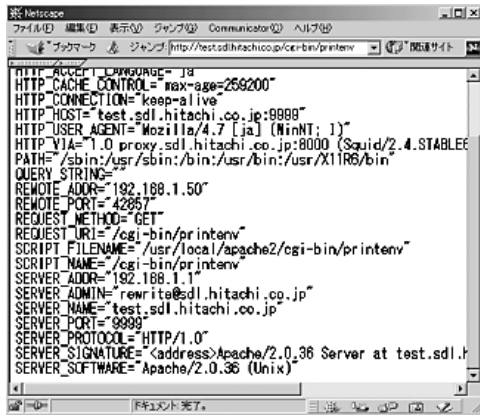 Netscape
ファイル(F) 編集(E) 表示(V) ジャンプ(G) Communicator(C) ヘルプ(H)
ブックマーク ジャンプ: http://test.sdl.hitachi.co.jp/cgi-bin/printenv 関連サイト
HTTP_ACCEPT_LANGUAGE="ja"
HTTP_CACHE_CONTROL="max-age=259200"
HTTP_CONNECTION="keep-alive"
HTTP_HOST="test.sdl.hitachi.co.jp:9999"
HTTP_USER_AGENT="Mozilla/4.7 [ja] (WinNT; I)"
HTTP_VIA="1.0 proxy.sdl.hitachi.co.jp:8000 (Squid/2.4.STABLE6
PATH="/sbin:/usr/sbin:/bin:/usr/bin:/usr/X11R6/bin"
QUERY_STRING=""
REMOTE_ADDR="192.168.1.50"
REMOTE_PORT="42857"
REQUEST_METHOD="GET"
REQUEST_URI="/cgi-bin/printenv"
SCRIPT_FILENAME="/usr/local/apache2/cgi-bin/printenv"
SCRIPT_NAME="/cgi-bin/printenv"
SERVER_ADDR="192.168.1.1"
SERVER_ADMIN="rewrite@sdl.hitachi.co.jp"
SERVER_NAME="test.sdl.hitachi.co.jp"
SERVER_PORT="9999"
SERVER_PROTOCOL="HTTP/1.0"
SERVER_SIGNATURE="<address>Apache/2.0.36 Server at test.sdl.h
SERVER_SOFTWARE="Apache/2.0.36 (Unix)"
ドキュメント: 完了。